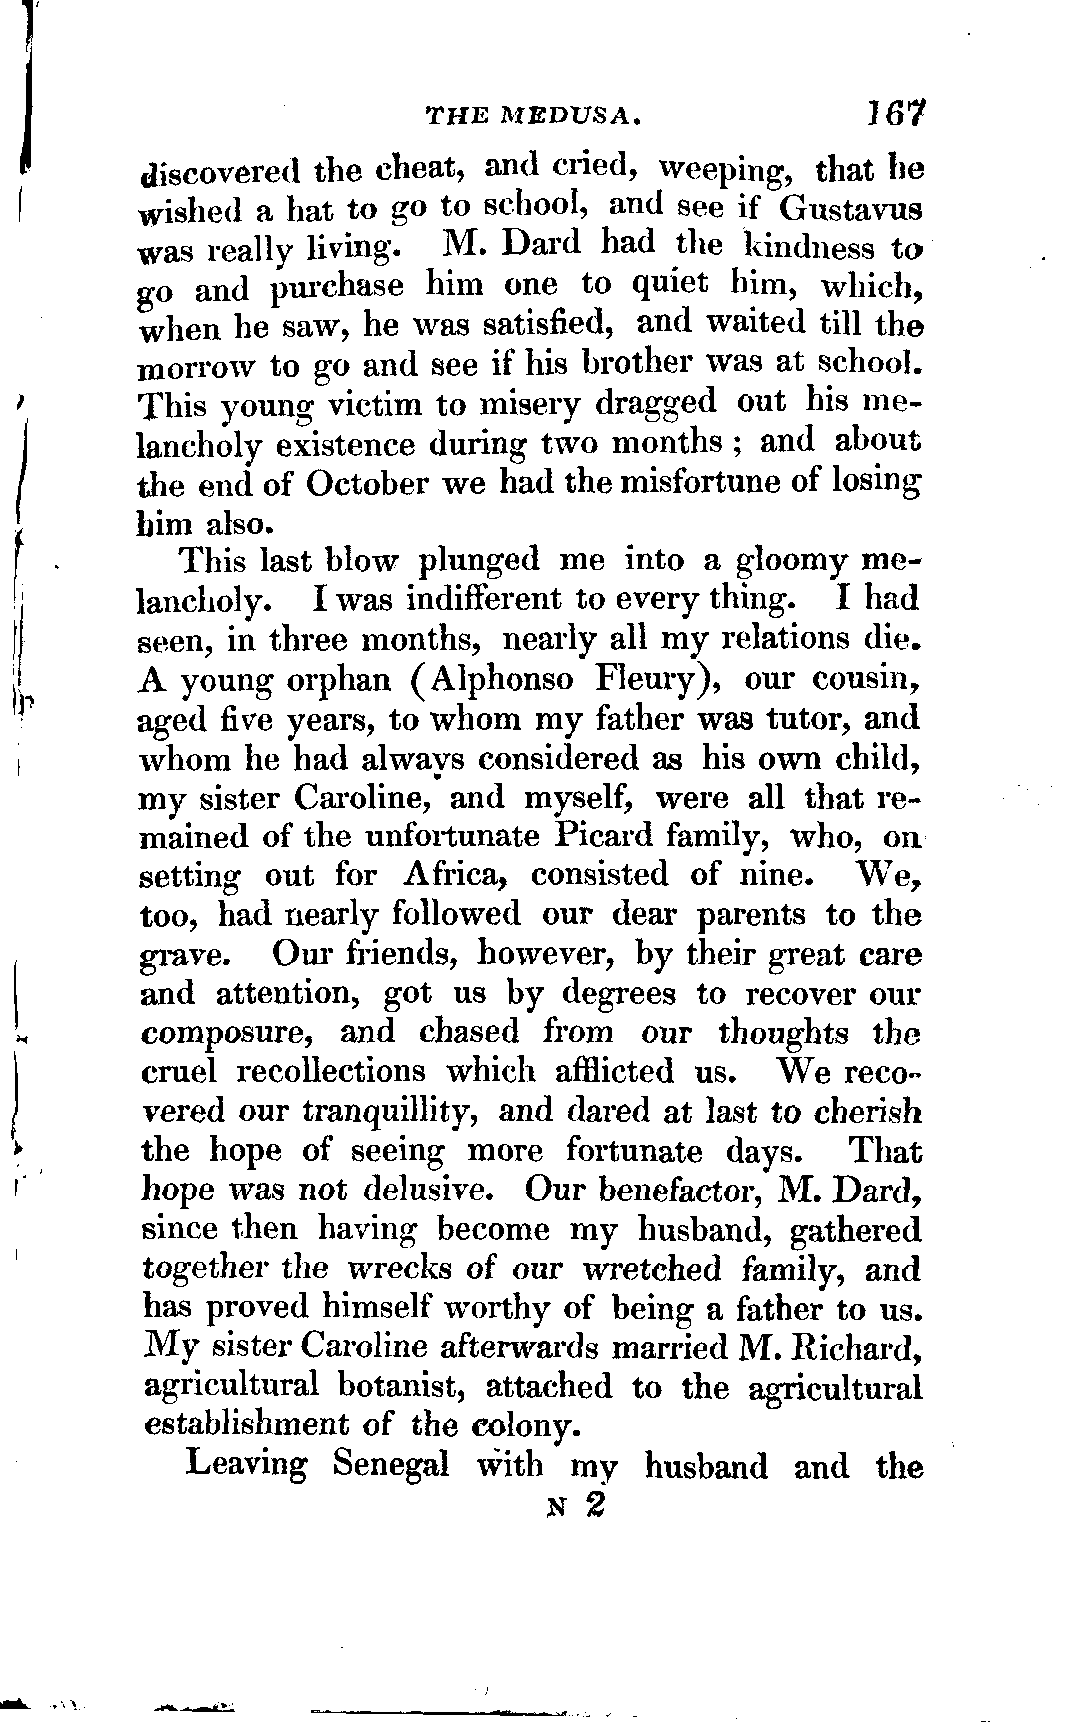 THE MEDUSA. 167
discovered the cheat, and cried, weeping, that he
wished a hat to go to school, and see if Gustavus
was really living. M. Dard had the kindness to
go and purchase him one to quiet him, which,
when he saw, he was satisfied, and waited till the
morrow to go and see if his brother was at school.
This young victim to misery dragged out his me-
lancholy existence during two months ; and about
the end of October we had the misfortune of losing
him also.
This last blow plunged me into a gloomy me-
lancholy. I was indifferent to every thing. I had
seen, in three months, nearly all my relations die.
A young orphan (Alphonso Fleury), our cousin,
aged five years, to whom my father was tutor, and
whom he had always considered as his own child,
my sister Caroline, and myself, were all that re-
mained of the unfortunate Picard family, who, on
setting out for Africa, consisted of nine. We,
too, had nearly followed our dear parents to the
grave. Our friends, however, by their great care
and attention, got us by degrees to recover our
composure, and chased from our thoughts the
cruel recollections which afflicted us. We reco-
vered our tranquillity, and dared at last to cherish
the hope of seeing more fortunate days. That
hope was not delusive. Our benefactor, M. Dard,
since then having become my husband, gathered
together the wrecks of our wretched family, and
has proved himself worthy of being a father to us.
My sister Caroline afterwards married M. Richard,
agricultural botanist, attached to the agricultural
establishment of the colony.
Leaving Senegal with my husband and the
N 2